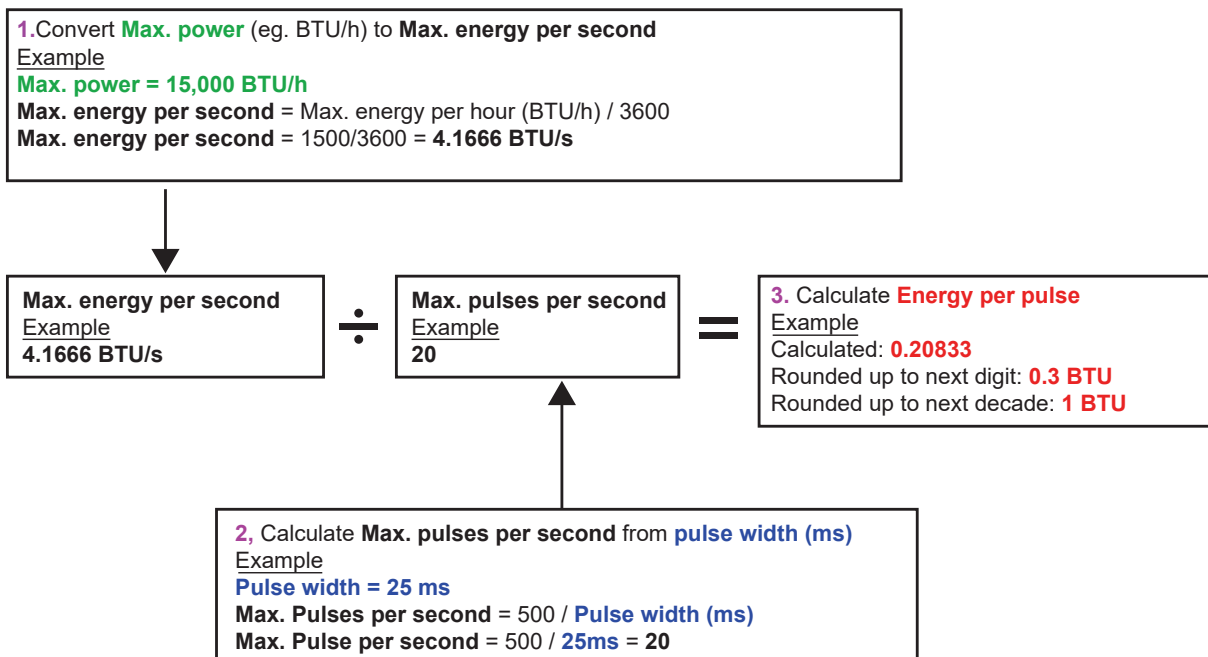 1.Convert Max. power (eg. BTU/h) to Max. energy per second
Example
Max. power = 15,000 BTU/h
Max. energy per second = Max. energy per hour (BTU/h) / 3600
Max. energy per second = 1500/3600 = 4.1666 BTU/s
Max. energy per second
Example
4.1666 BTU/s
÷
Max. pulses per second
Example
20
=
3. Calculate Energy per pulse
Example
Calculated: 0.20833
Rounded up to next digit: 0.3 BTU
Rounded up to next decade: 1 BTU
2, Calculate Max. pulses per second from pulse width (ms)
Example
Pulse width = 25 ms
Max. Pulses per second = 500 / Pulse width (ms)
Max. Pulse per second = 500 / 25ms = 20